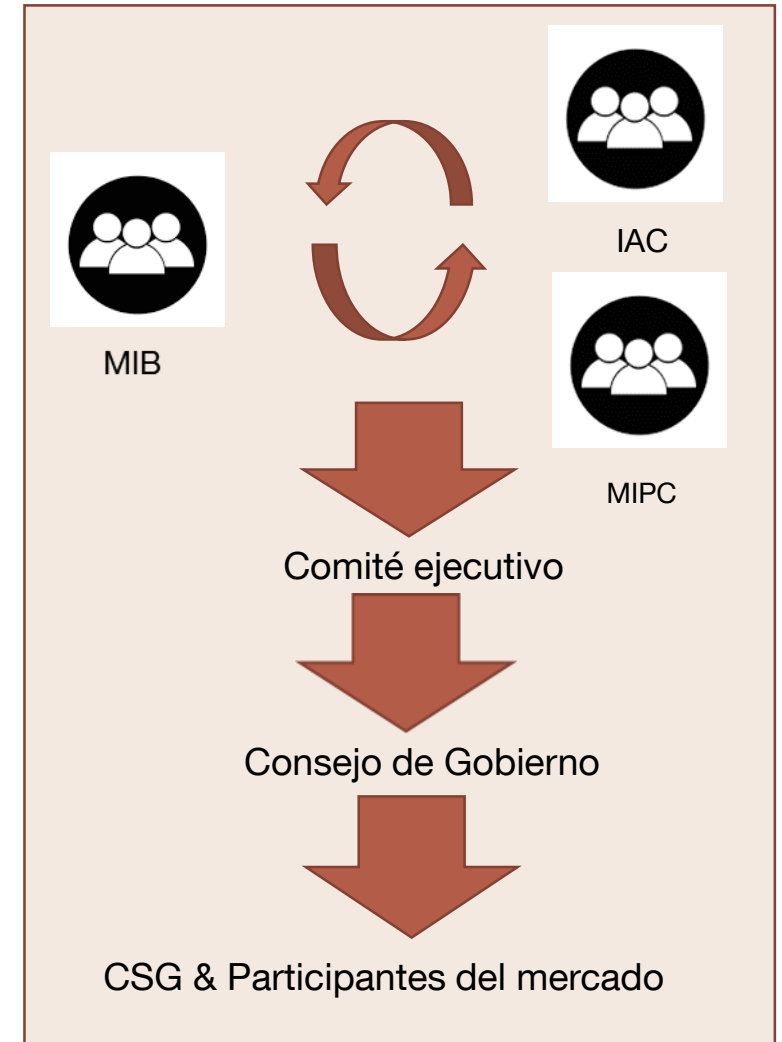 IAC
MIB
MIPC
Comité ejecutivo
Consejo de Gobierno
CSG & Participantes del mercado